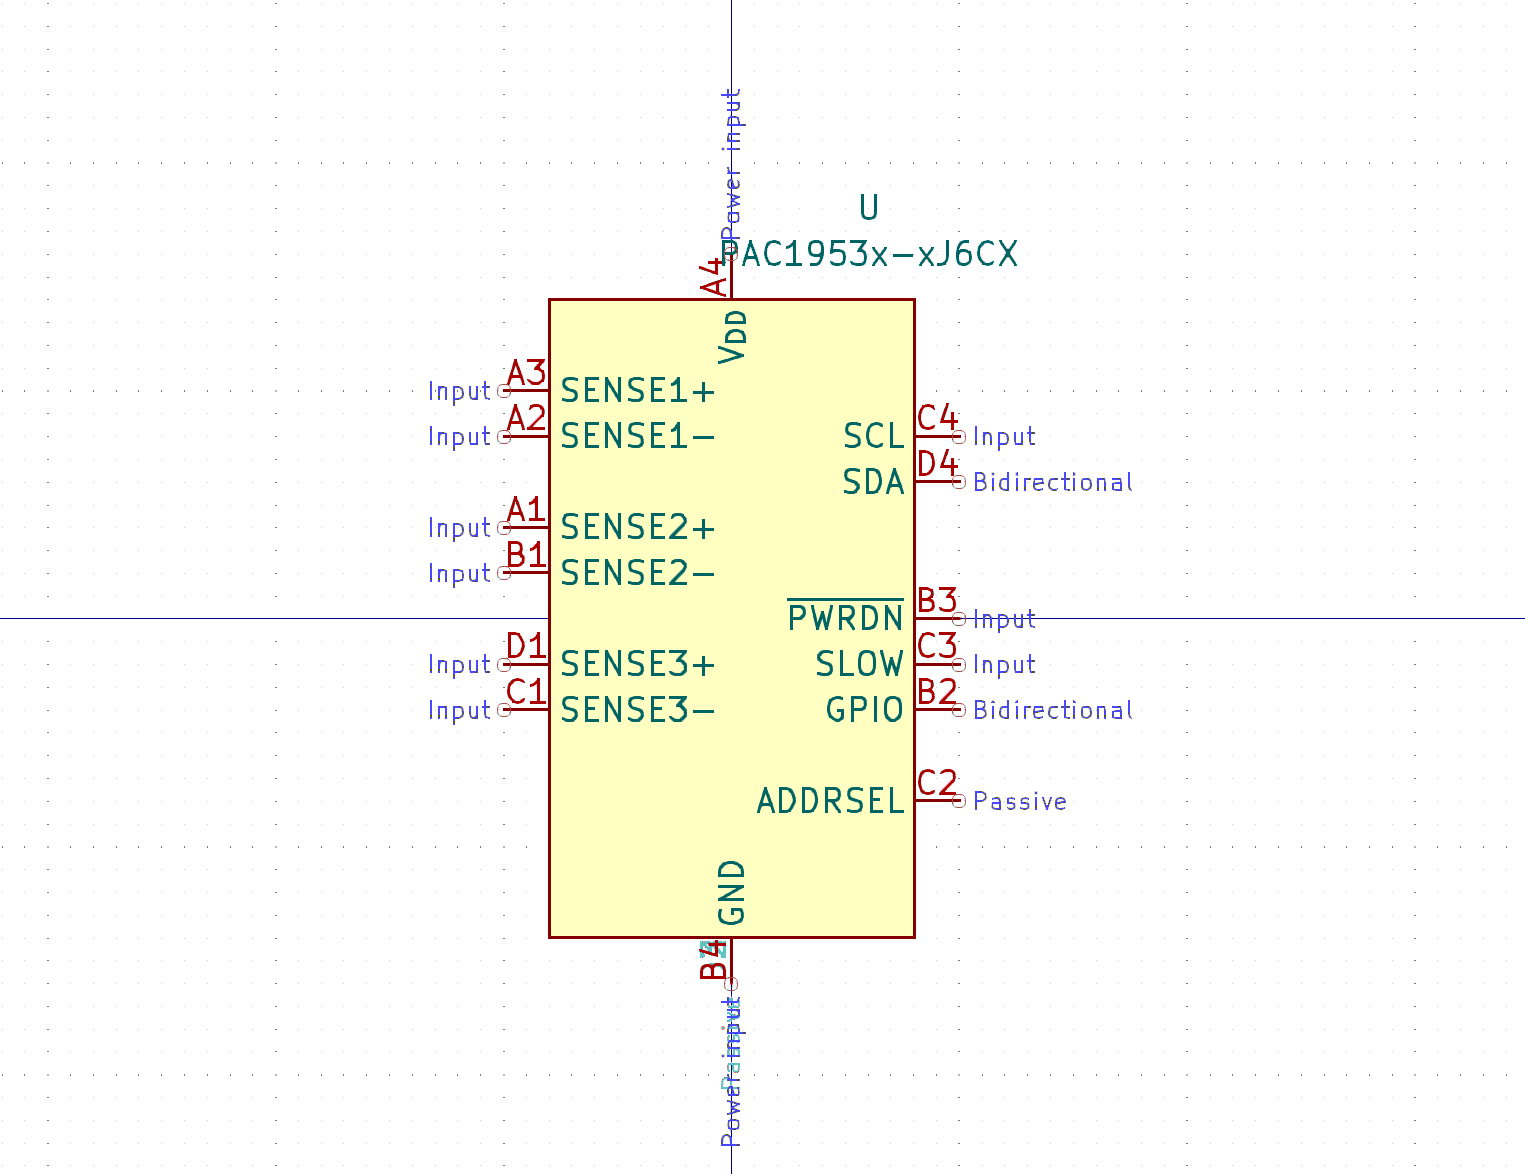 Power input
U
PAC1953x-xJ6CX
A4
VDD
Input A3 SENSE1+
Input A2 SENSE1-
SCL C4 Input
SDA D4 Bidirectional
Input A1 SENSE2+
Input B1 SENSE2-
PWRDN B3 Input
Input D1 SENSE3+
SLOW C3 Input
Input C1 SENSE3-
GPIO B2 Bidirectional
ADDRSEL C2 Passive
GND
B4
Power input
Passive